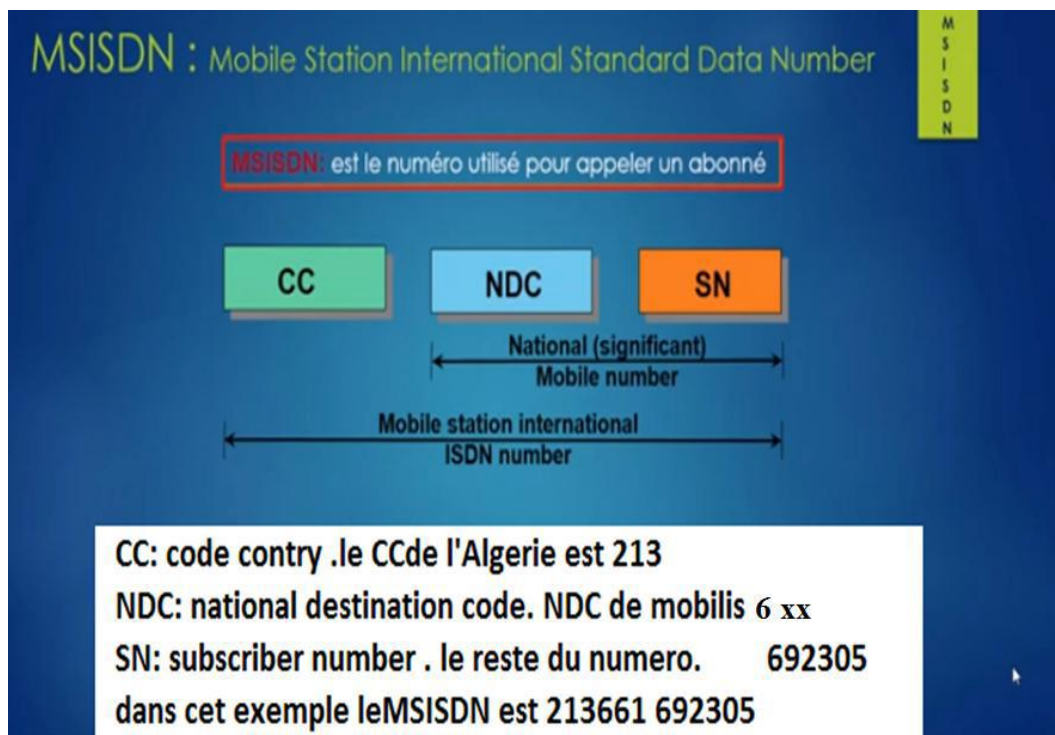 MSISDN : Mobile Station International Standard Data Number
MSISDN
MSISDN: est le numéro utilisé pour appeler un abonné
CC
NDC
SN
National (significant)
Mobile number
Mobile station international
ISDN number
CC: code contry .le CCde l'Algerie est 213
NDC: national destination code. NDC de mobilis 6 xx
SN: subscriber number . le reste du numero. 692305
dans cet exemple leMSISDN est 213661 692305